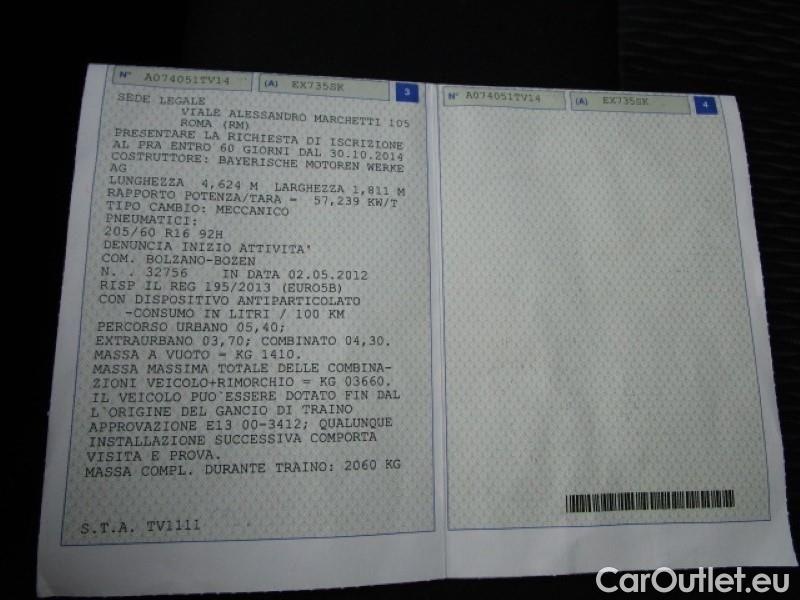 N° A074051TV14 (A) EX735SK 3
SEDE LEGALE
VIALE ALESSANDRO MARCHETTI 105
ROMA (RM)
PRESENTARE LA RICHIESTA DI ISCRIZIONE
AL PRA ENTRO 60 GIORNI DAL 30.10.2014
COSTRUTTORE: BAYERISCHE MOTOREN WERKE
AG
LUNGHEZZA 4,624 M LARGHEZZA 1,811 M
RAPPORTO POTENZA/TARA = 57,239 KW/T
TIPO CAMBIO: MECCANICO
PNEUMATICI:
205/60 R16 92H
DENUNCIA INIZIO ATTIVITA'
COM. BOLZANO-BOZEN
N. . 32756 IN DATA 02.05.2012
RISP IL REG 195/2013 (EURO5B)
CON DISPOSITIVO ANTIPARTICOLATO
-CONSUMO IN LITRI / 100 KM
PERCORSO URBANO 05,40;
EXTRAURBANO 03,70; COMBINATO 04,30.
MASSA A VUOTO = KG 1410.
MASSA MASSIMA TOTALE DELLE COMBINA-
ZIONI VEICOLO+RIMORCHIO = KG 03660.
IL VEICOLO PUO`ESSERE DOTATO FIN DAL
L`ORIGINE DEL GANCIO DI TRAINO
APPROVAZIONE E13 00-3412; QUALUNQUE
INSTALLAZIONE SUCCESSIVA COMPORTA
VISITA E PROVA.
MASSA COMPL. DURANTE TRAINO: 2060 KG
S.T.A. TV1111
N° A074051TV14 (A) EX735SK 4
CarOutlet.eu